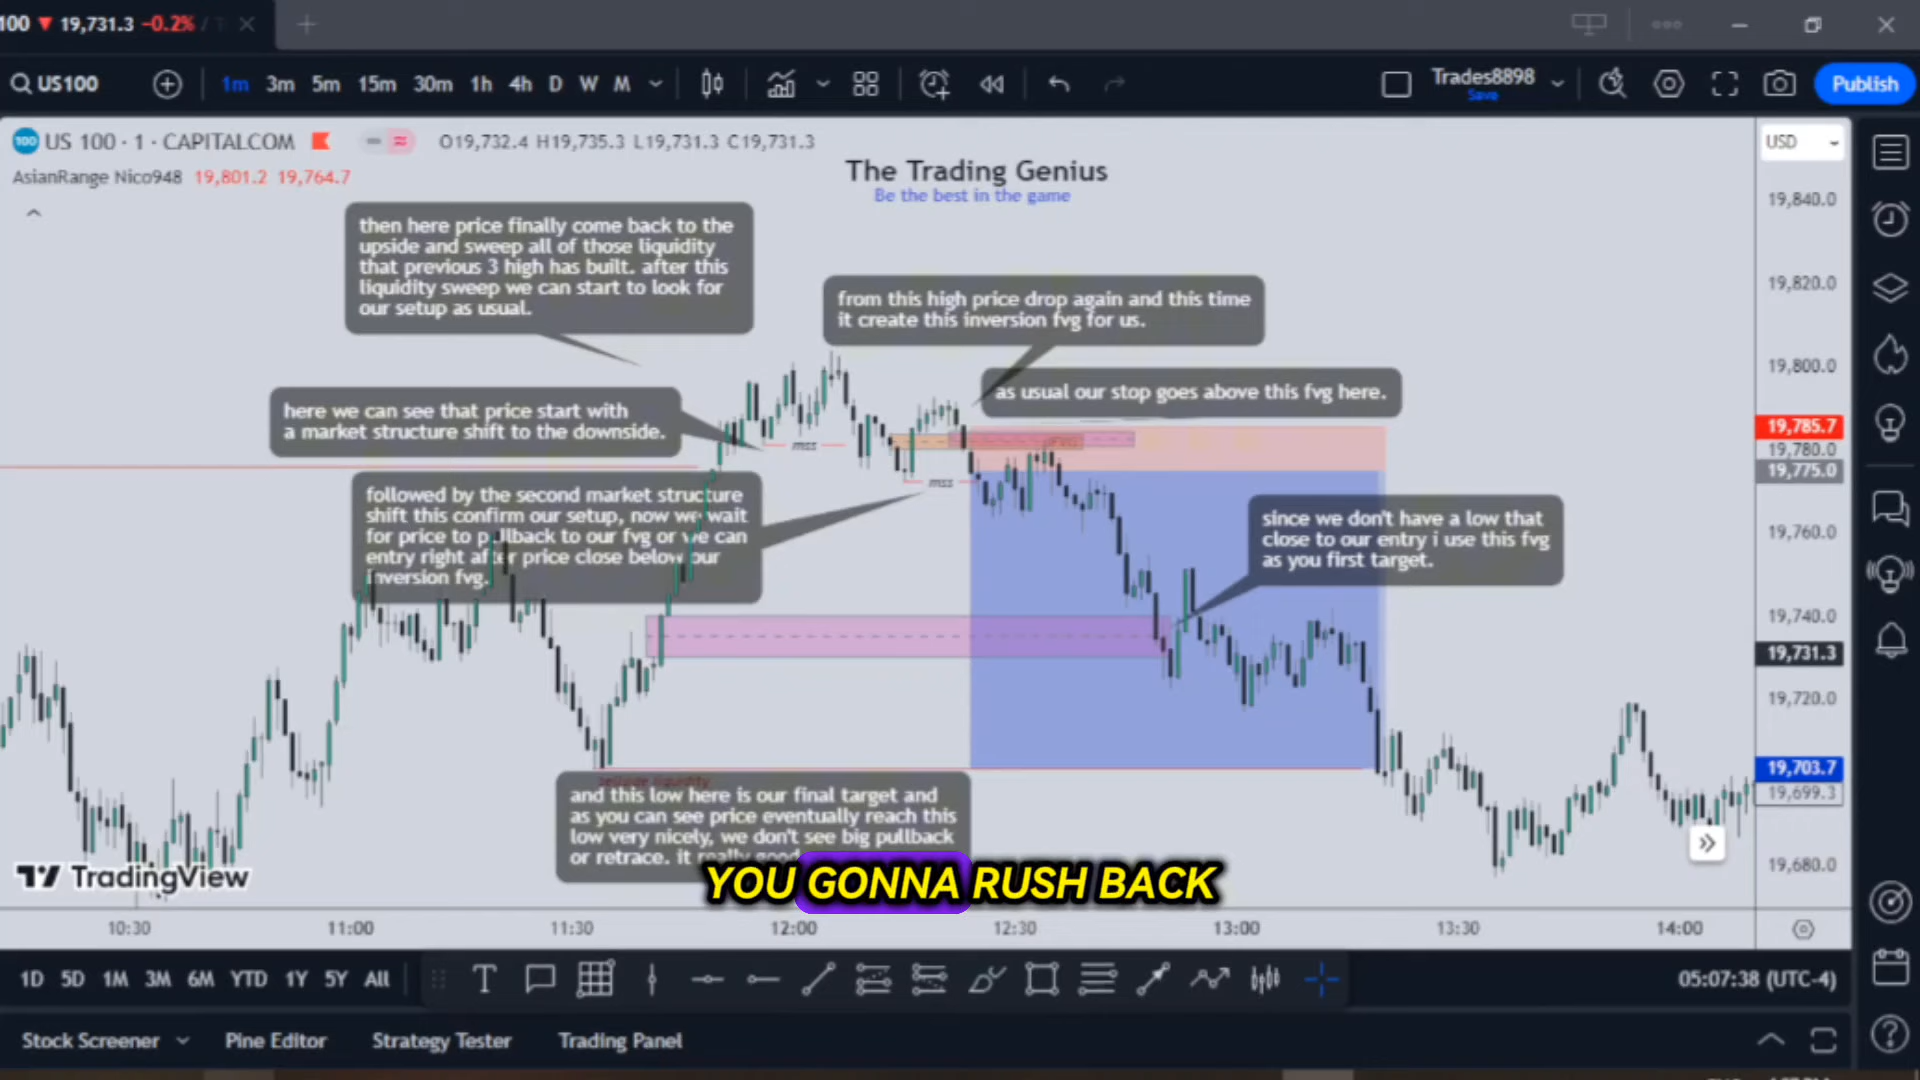 100 ▼ 19,731.3 −0.2% /
US100
1m 3m 5m 15m 30m 1h 4h D W M
Trades8898
Save
Publish
US 100 · 1 · CAPITALCOM
O19,732.4 H19,735.3 L19,731.3 C19,731.3
USD
AsianRange Nico948 19,801.2 19,764.7
The Trading Genius
Be the best in the game
then here price finally come back to the
upside and sweep all of those liquidity
that previous 3 high has built. after this
liquidity sweep we can start to look for
our setup as usual.
from this high price drop again and this time
it create this inversion fvg for us.
as usual our stop goes above this fvg here.
here we can see that price start with
a market structure shift to the downside.
mss
mss
followed by the second market structure
shift this confirm our setup, now we wait
for price to pullback to our fvg or we can
entry right after price close below our
inversion fvg.
since we don't have a low that
close to our entry i use this fvg
as you first target.
sellside liquidity
and this low here is our final target and
as you can see price eventually reach this
low very nicely, we don't see big pullback
or retrace. it really good
YOU GONNA RUSH BACK
19,840.0
19,820.0
19,800.0
19,785.7
19,780.0
19,775.0
19,760.0
19,740.0
19,731.3
19,720.0
19,703.7
19,699.3
19,680.0
TradingView
10:30 11:00 11:30 12:00 12:30 13:00 13:30 14:00
1D 5D 1M 3M 6M YTD 1Y 5Y All
05:07:38 (UTC-4)
Stock Screener Pine Editor Strategy Tester Trading Panel